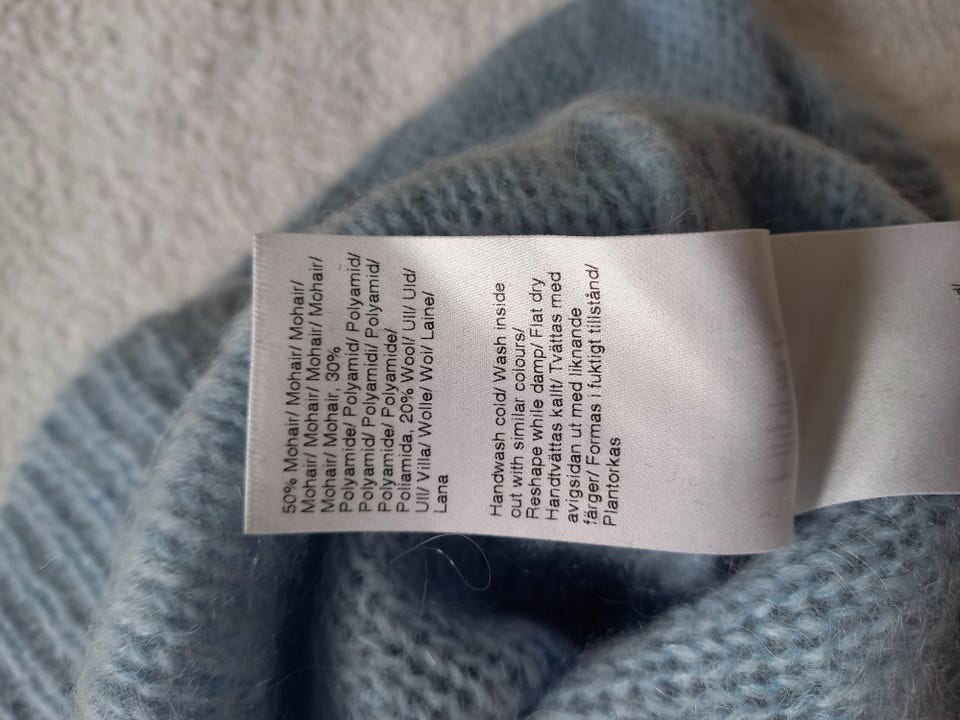 50% Mohair/ Mohair/ Mohair/
Mohair/ Mohair/ Mohair/ Mohair/
Mohair/ Mohair, 30%
Polyamide/ Polyamid/ Polyamid/
Polyamid/ Polyamidi/ Polyamid/
Polyamide/ Polyamide/
Poliamida, 20% Wool/ Ull/ Uld/
Ull/ Villa/ Wolle/ Wol/ Laine/
Lana
Handwash cold/ Wash inside
out with similar colours/
Reshape while damp/ Flat dry
Handtvättas kallt/ Tvättas med
avigsidan ut med liknande
färger/ Formas i fuktigt tillstånd/
Plantorkas